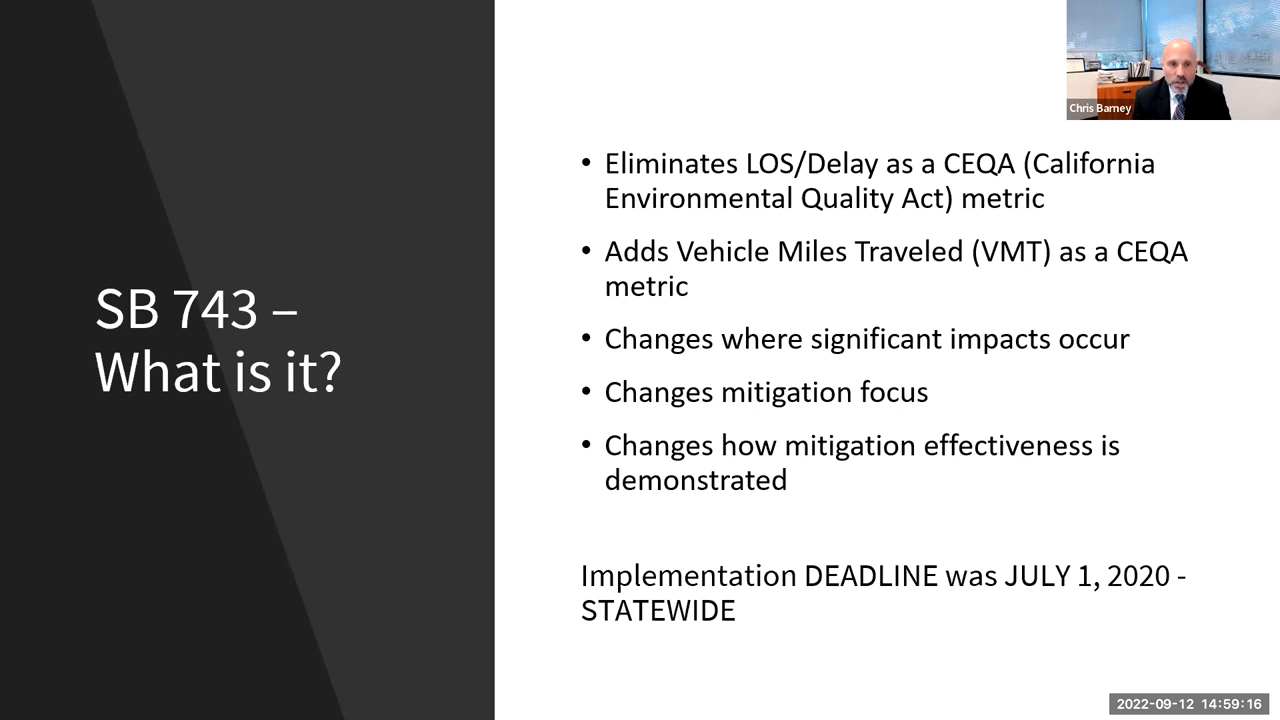 SB 743 –
What is it?
• Eliminates LOS/Delay as a CEQA (California
Environmental Quality Act) metric
• Adds Vehicle Miles Traveled (VMT) as a CEQA
metric
• Changes where significant impacts occur
• Changes mitigation focus
• Changes how mitigation effectiveness is
demonstrated
Implementation DEADLINE was JULY 1, 2020 -
STATEWIDE
Chris Barney
2022-09-12 14:59:16